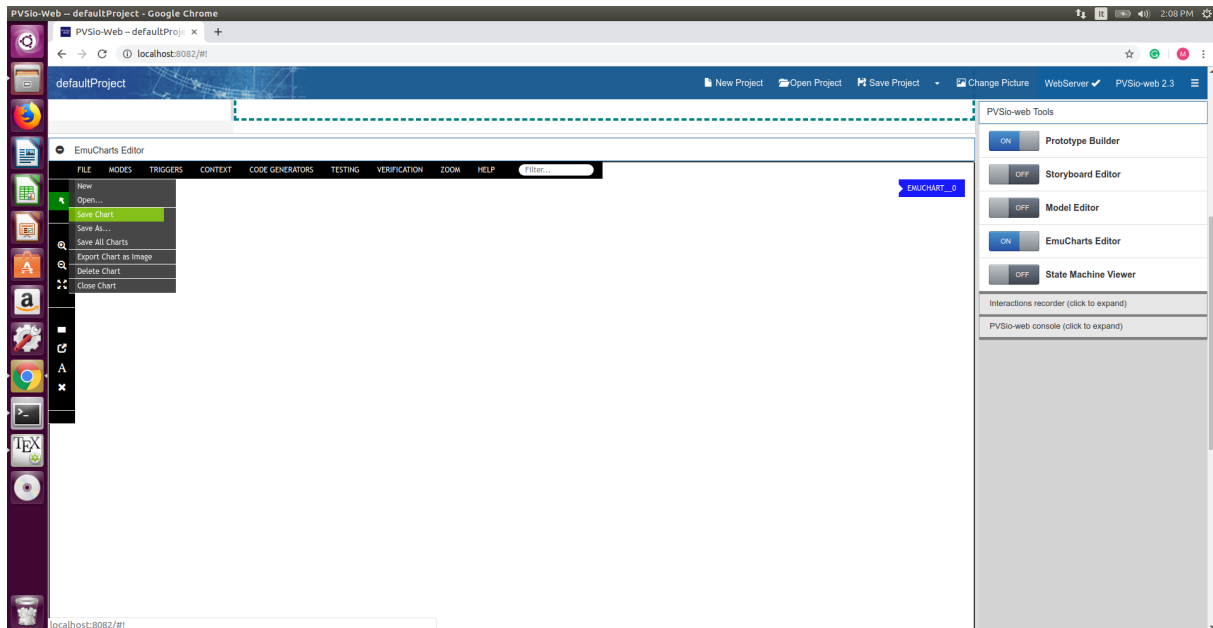 PVSio-Web -- defaultProject - Google Chrome
It
2:08 PM
PVSio-Web -- defaultProje
localhost:8082/#!
M
defaultProject
New Project
Open Project
Save Project
Change Picture
WebServer
PVSio-web 2.3
PVSio-web Tools
EmuCharts Editor
FILE MODES TRIGGERS CONTEXT CODE GENERATORS TESTING VERIFICATION ZOOM HELP Filter...
New
Open...
Save Chart
Save As...
Save All Charts
Export Chart as Image
Delete Chart
Close Chart
A
EMUCHART__0
ON Prototype Builder
OFF Storyboard Editor
OFF Model Editor
ON EmuCharts Editor
OFF State Machine Viewer
Interactions recorder (click to expand)
PVSio-web console (click to expand)
a
TEX
localhost:8082/#!